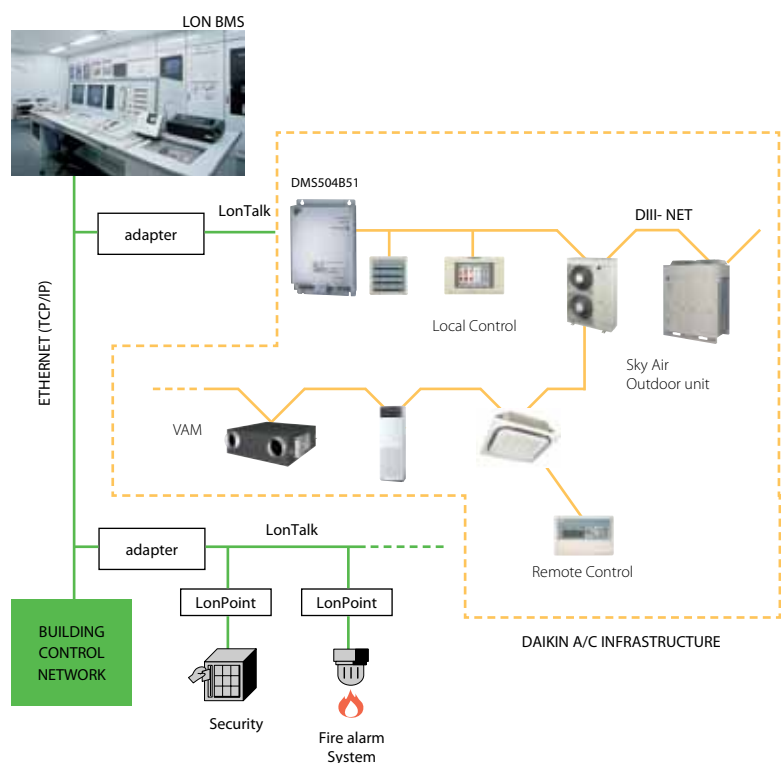 LON BMS
DMS504B51
LonTalk
DIII- NET
adapter
Local Control
Sky Air
Outdoor unit
ETHERNET (TCP/IP)
VAM
LonTalk
adapter
Remote Control
LonPoint
LonPoint
BUILDING
CONTROL
NETWORK
DAIKIN A/C INFRASTRUCTURE
Security
Fire alarm
System